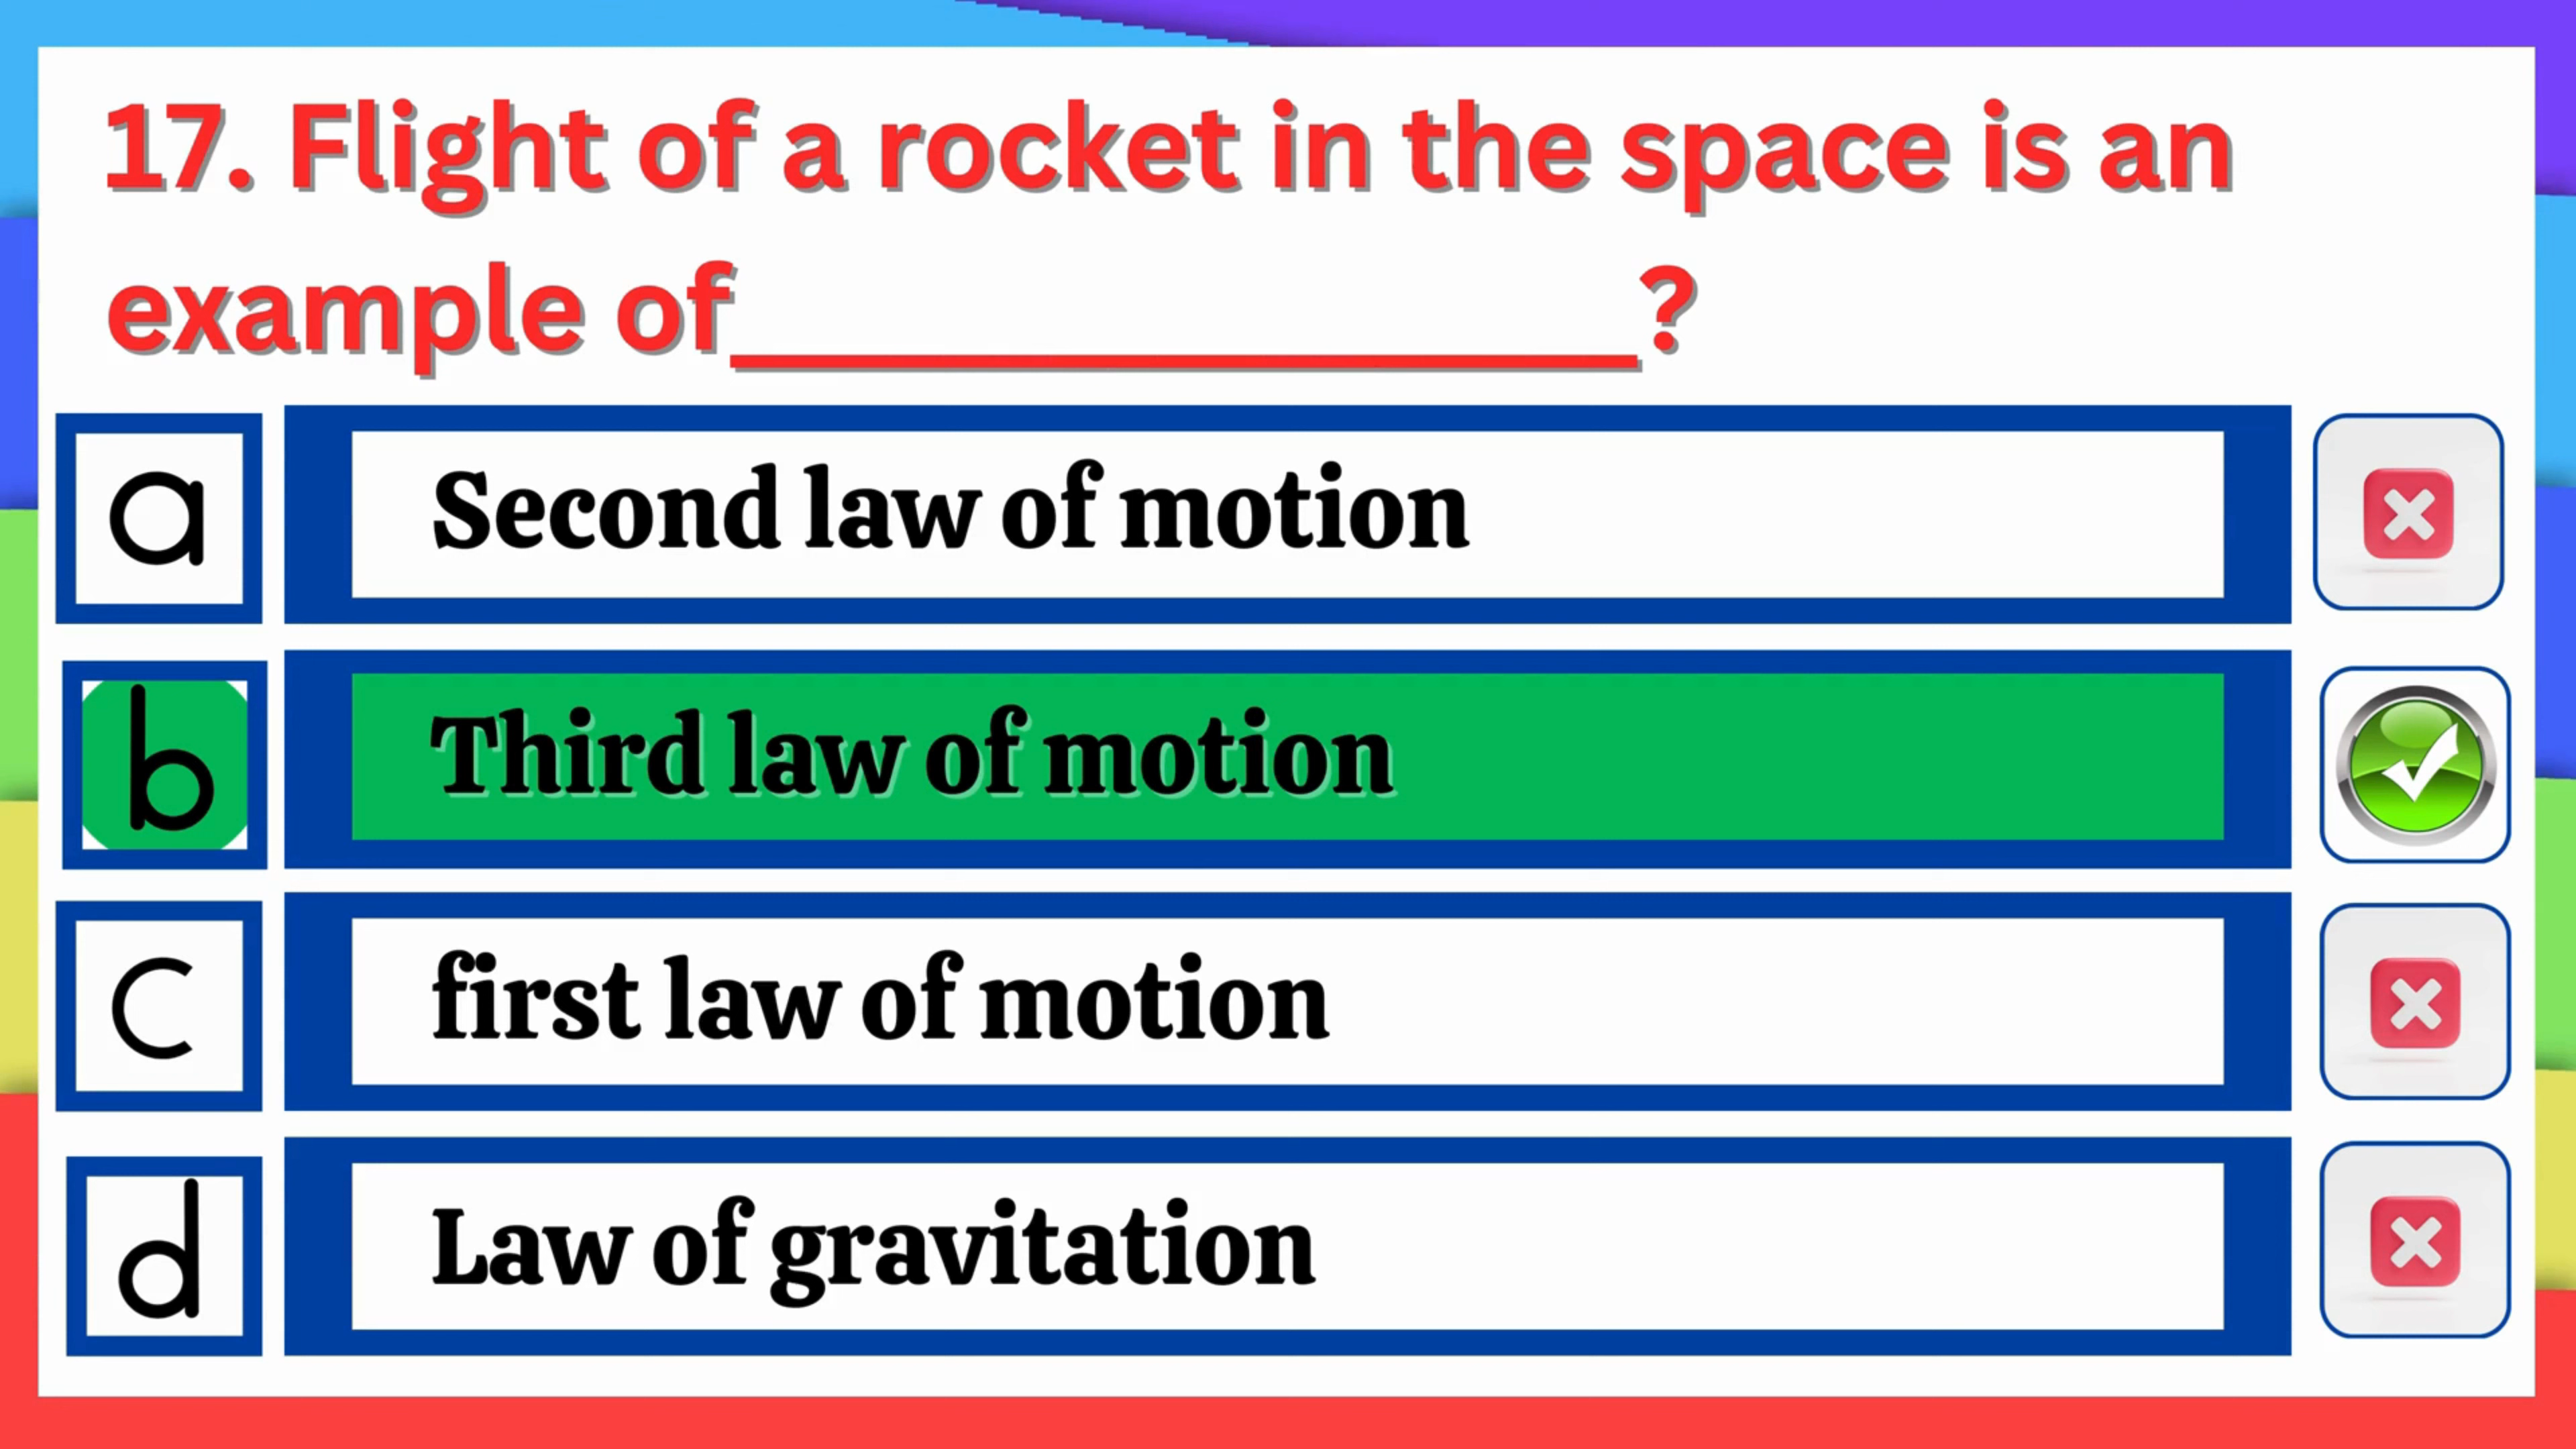 17. Flight of a rocket in the space is an
example of______________?
a Second law of motion
b Third law of motion
c first law of motion
d Law of gravitation